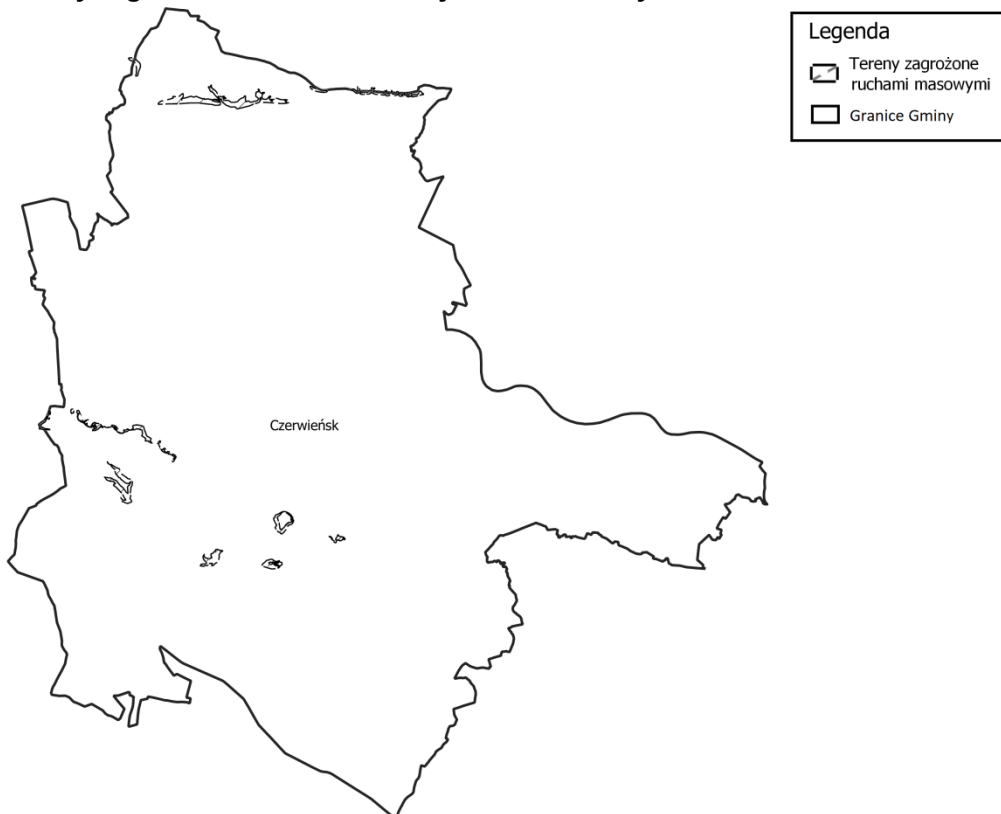 Legenda
Tereny zagrożone
ruchami masowymi
Granice Gminy
Czerwieńsk